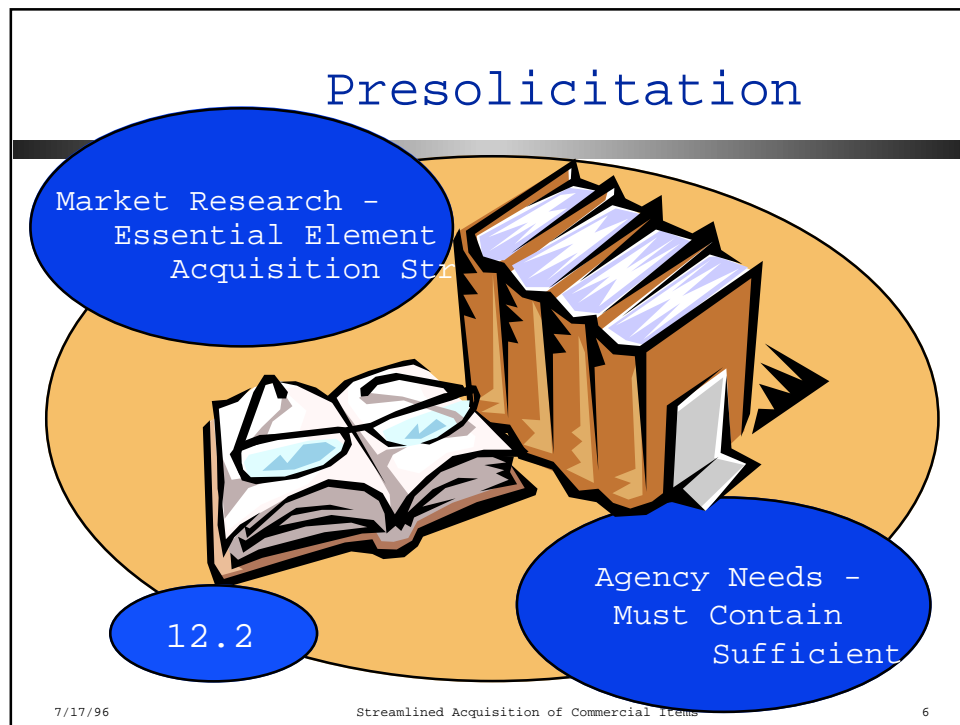 Presolicitation
Market Research -
Essential Element
Acquisition Str
Agency Needs -
Must Contain
Sufficient
12.2
7/17/96
Streamlined Acquisition of Commercial Items
6